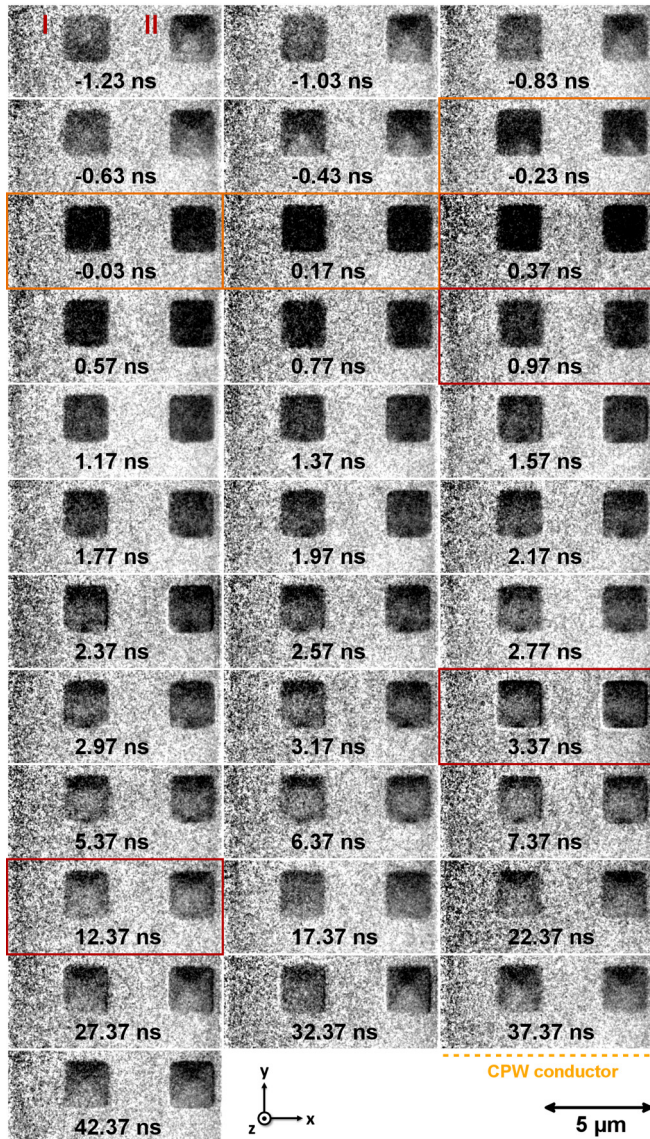 I II
-1.23 ns -1.03 ns -0.83 ns
-0.63 ns -0.43 ns -0.23 ns
-0.03 ns 0.17 ns 0.37 ns
0.57 ns 0.77 ns 0.97 ns
1.17 ns 1.37 ns 1.57 ns
1.77 ns 1.97 ns 2.17 ns
2.37 ns 2.57 ns 2.77 ns
2.97 ns 3.17 ns 3.37 ns
5.37 ns 6.37 ns 7.37 ns
12.37 ns 17.37 ns 22.37 ns
27.37 ns 32.37 ns 37.37 ns
CPW conductor
y
z x
5 µm
42.37 ns